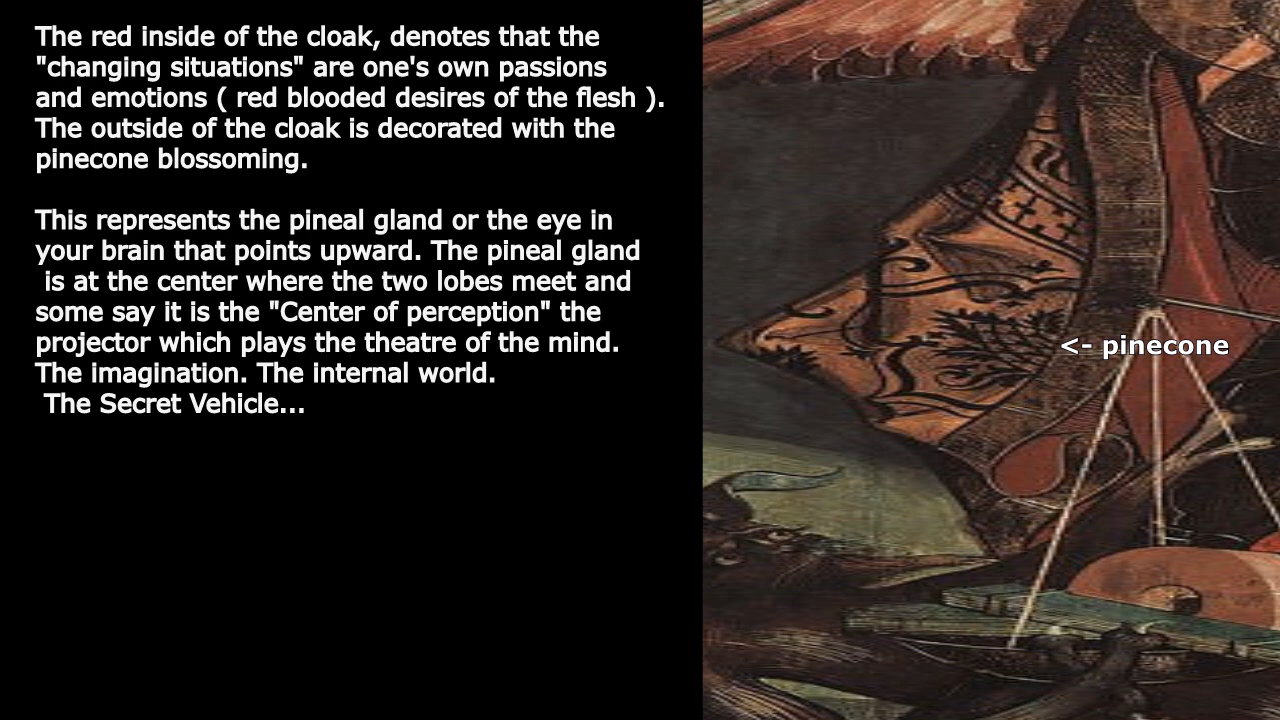 The red inside of the cloak, denotes that the
"changing situations" are one's own passions
and emotions ( red blooded desires of the flesh ).
The outside of the cloak is decorated with the
pinecone blossoming.
This represents the pineal gland or the eye in
your brain that points upward. The pineal gland
is at the center where the two lobes meet and
some say it is the "Center of perception" the
projector which plays the theatre of the mind.
The imagination. The internal world.
The Secret Vehicle...
<- pinecone